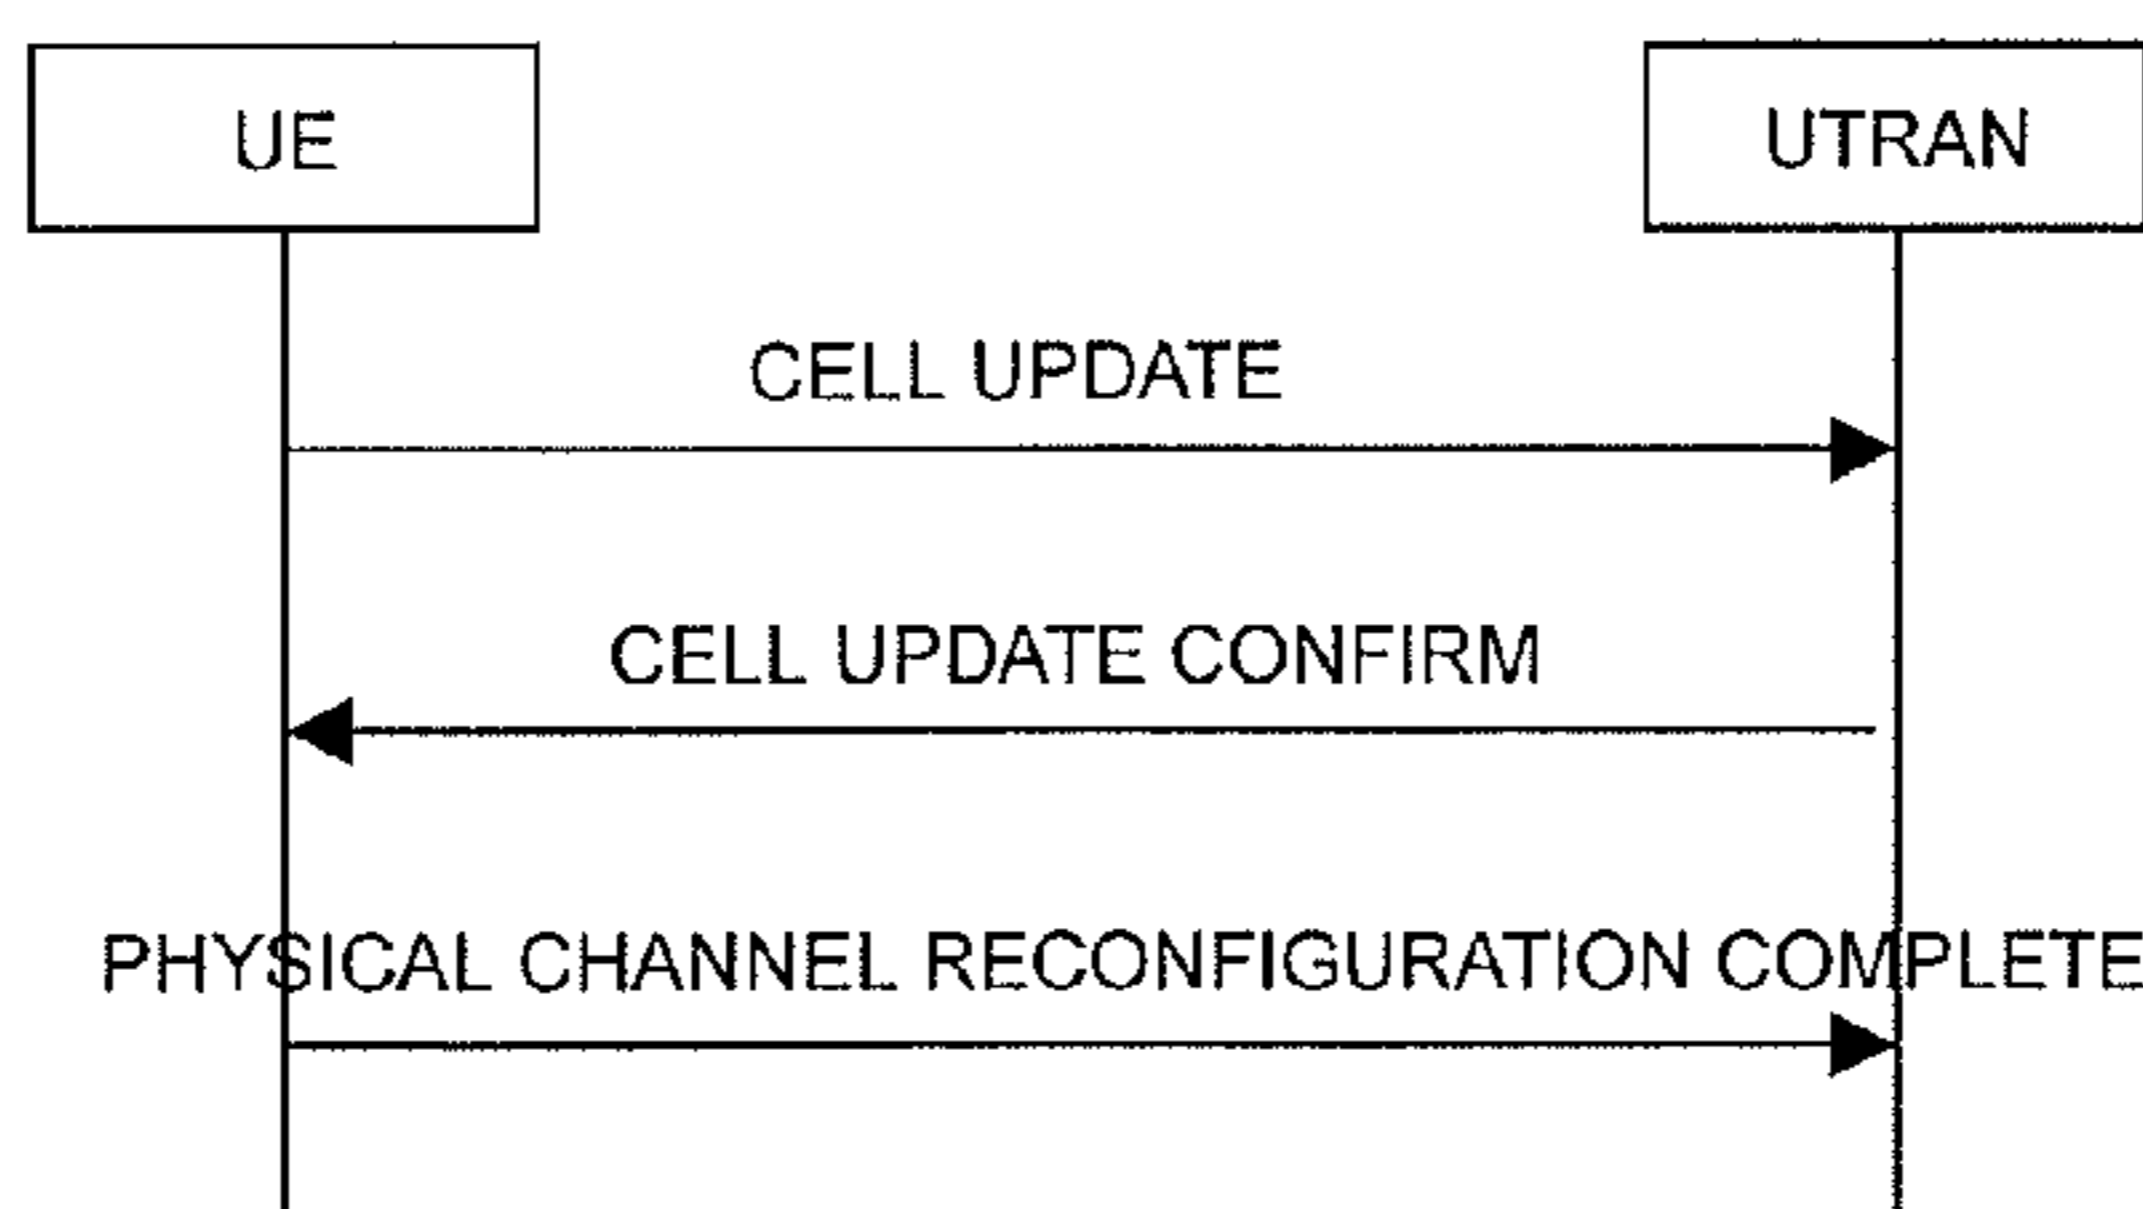 UE
UTRAN
CELL UPDATE
CELL UPDATE CONFIRM
PHYSICAL CHANNEL RECONFIGURATION COMPLETE